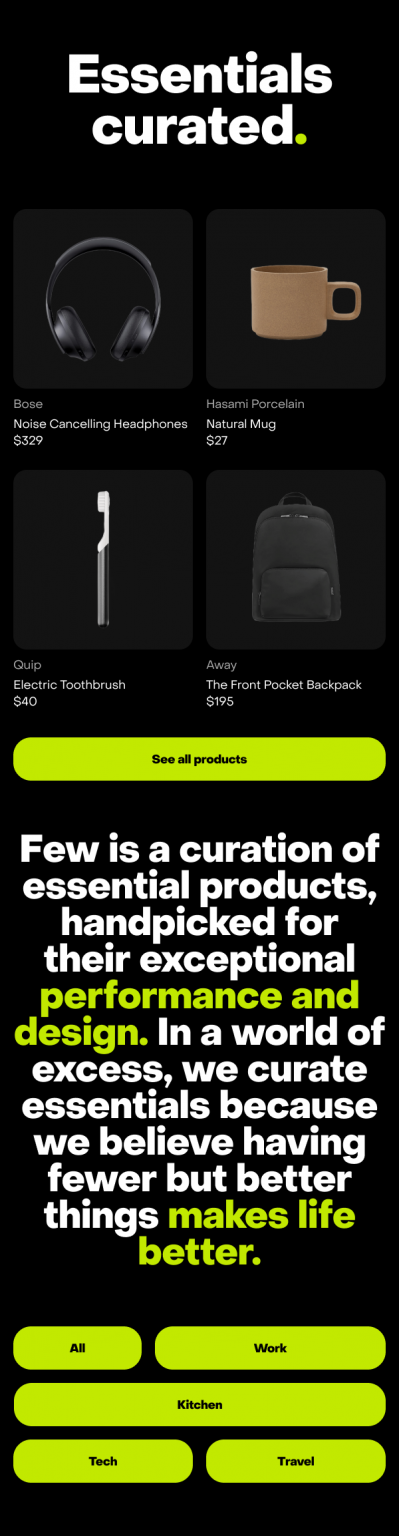 Essentials
curated.
Bose
Noise Cancelling Headphones
$329
Hasami Porcelain
Natural Mug
$27
Quip
Electric Toothbrush
$40
Away
The Front Pocket Backpack
$195
See all products
Few is a curation of
essential products,
handpicked for
their exceptional
performance and
design. In a world of
excess, we curate
essentials because
we believe having
fewer but better
things makes life
better.
All
Work
Kitchen
Tech
Travel